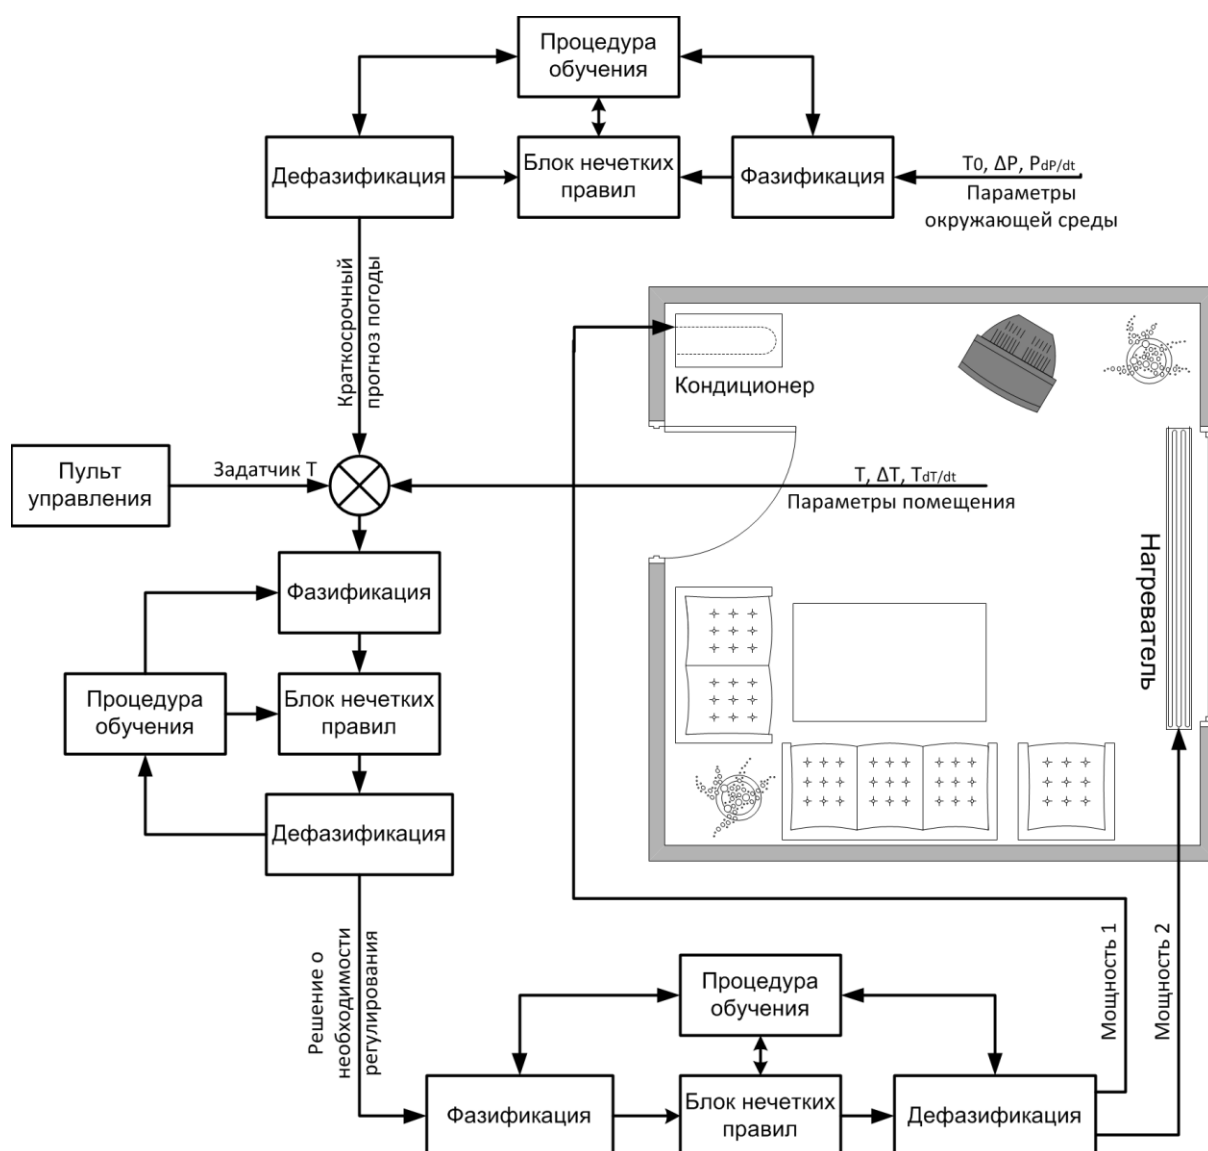 Процедура
обучения
Дефазификация
Блок нечетких
правил
Фазификация
T0, ΔP, PdP/dt
Параметры
окружающей среды
Краткосрочный
прогноз погоды
Кондиционер
Пульт
управления
Задатчик T
T, ΔT, TdT/dt
Параметры помещения
Нагреватель
Фазификация
Процедура
обучения
Блок нечетких
правил
Дефазификация
Решение о
необходимости
регулирования
Мощность 1
Мощность 2
Процедура
обучения
Фазификация
Блок нечетких
правил
Дефазификация